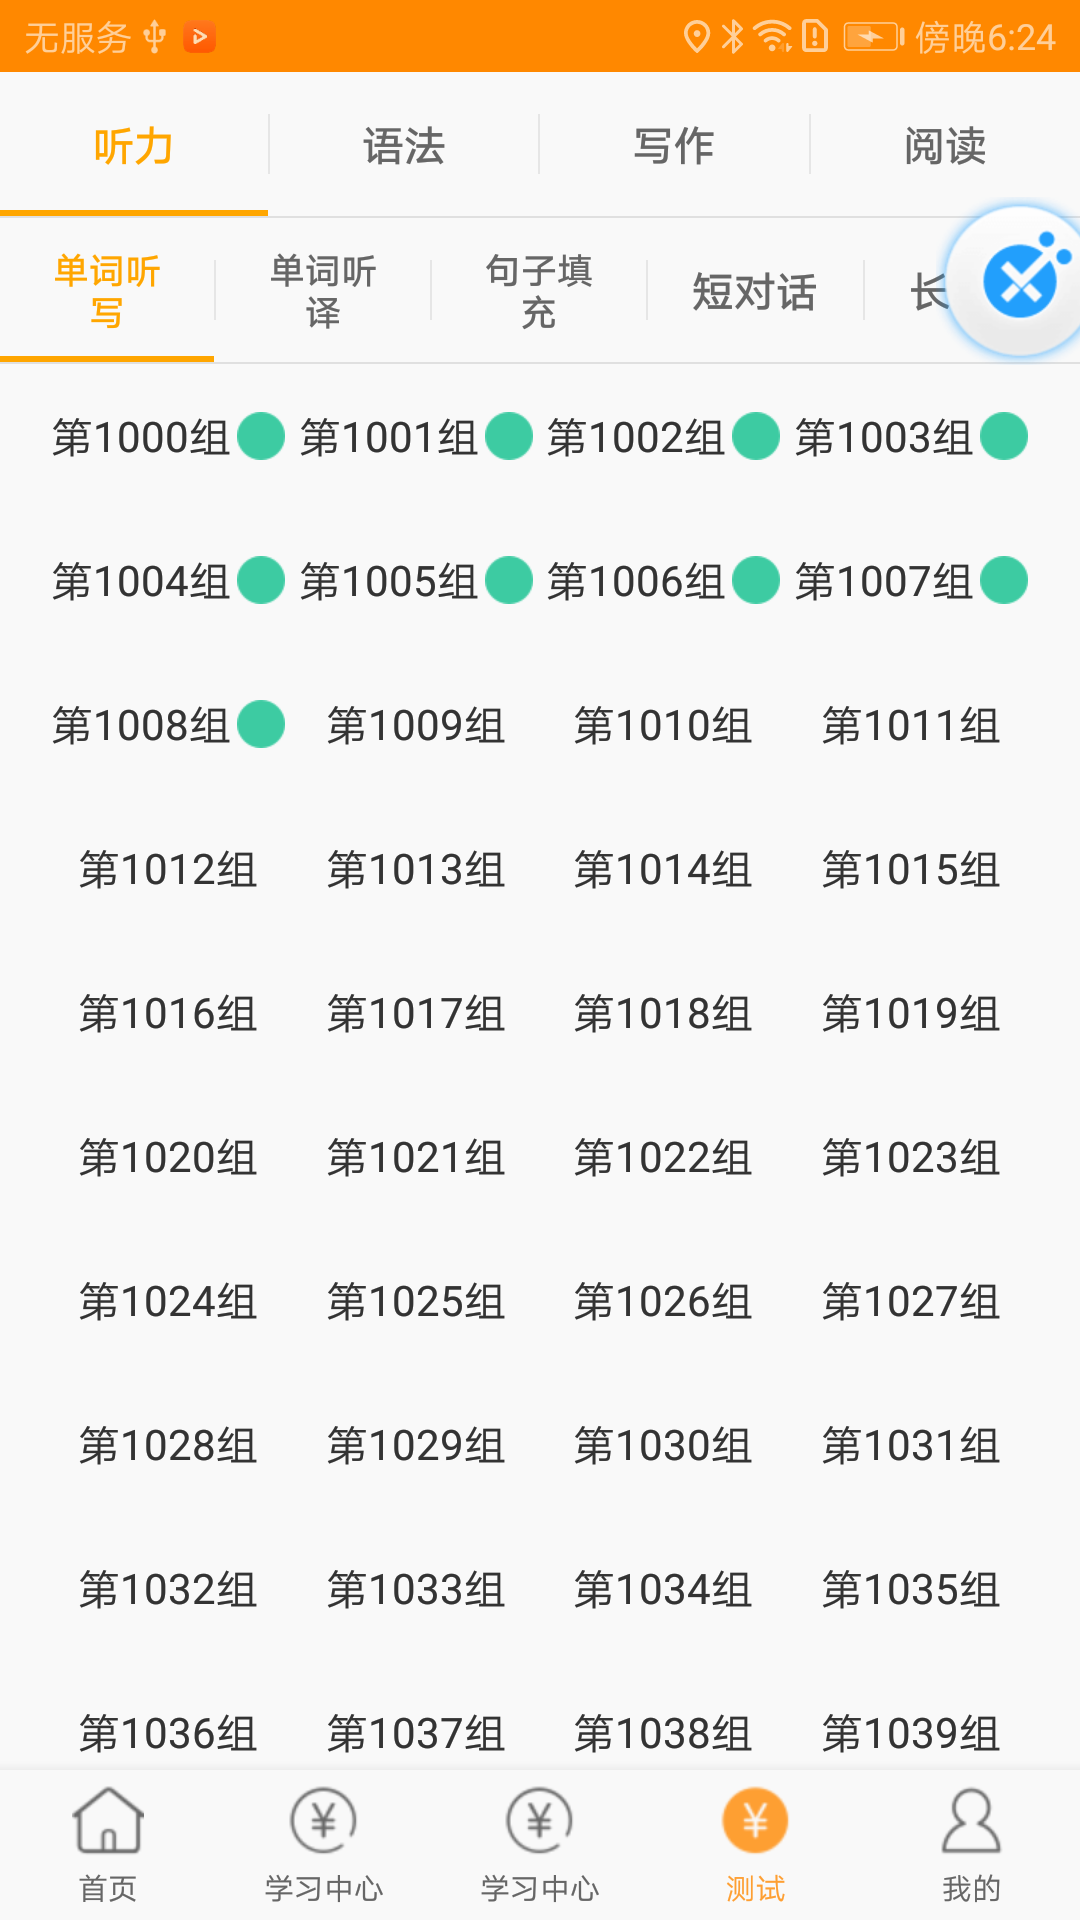 无服务 傍晚6:24
听力 语法 写作 阅读
单词听写 单词听译 句子填充 短对话 长
第1000组 第1001组 第1002组 第1003组
第1004组 第1005组 第1006组 第1007组
第1008组 第1009组 第1010组 第1011组
第1012组 第1013组 第1014组 第1015组
第1016组 第1017组 第1018组 第1019组
第1020组 第1021组 第1022组 第1023组
第1024组 第1025组 第1026组 第1027组
第1028组 第1029组 第1030组 第1031组
第1032组 第1033组 第1034组 第1035组
第1036组 第1037组 第1038组 第1039组
首页 学习中心 学习中心 测试 我的